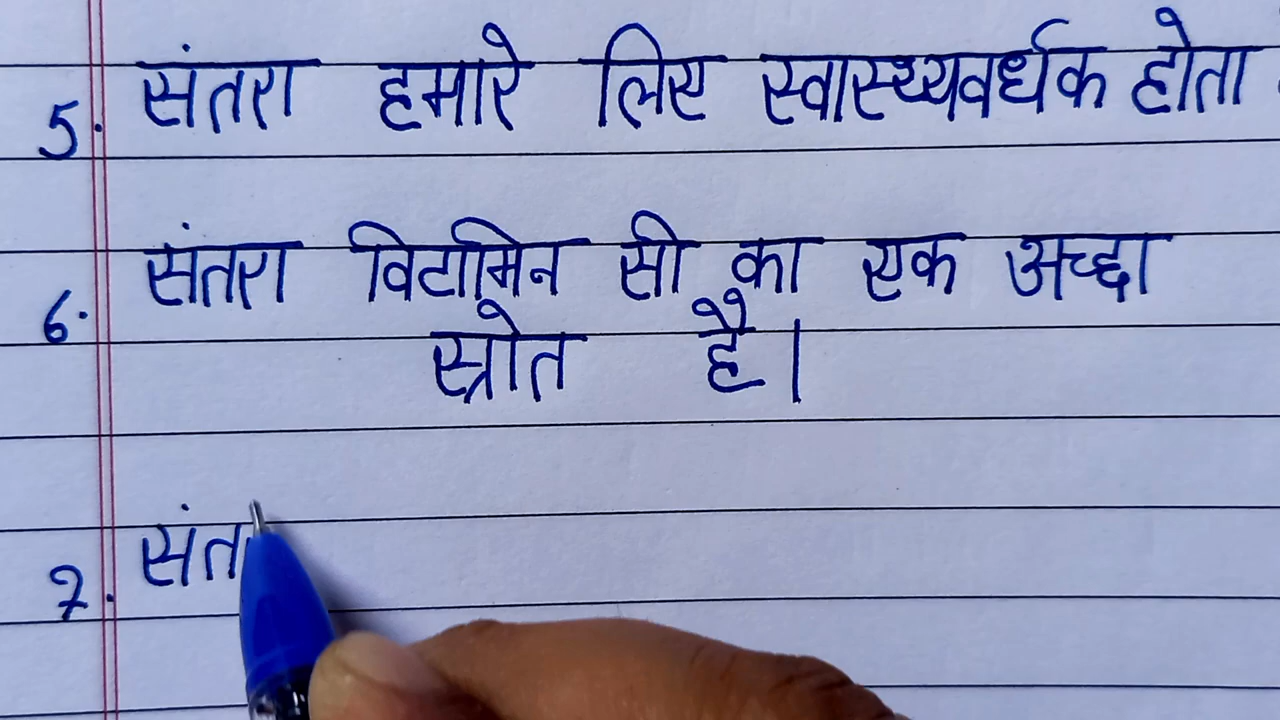 5. संतरा हमारे लिए स्वास्थ्यवर्धक होता
6. संतरा विटामिन सी का एक अच्छा
स्रोत है।
7. संत